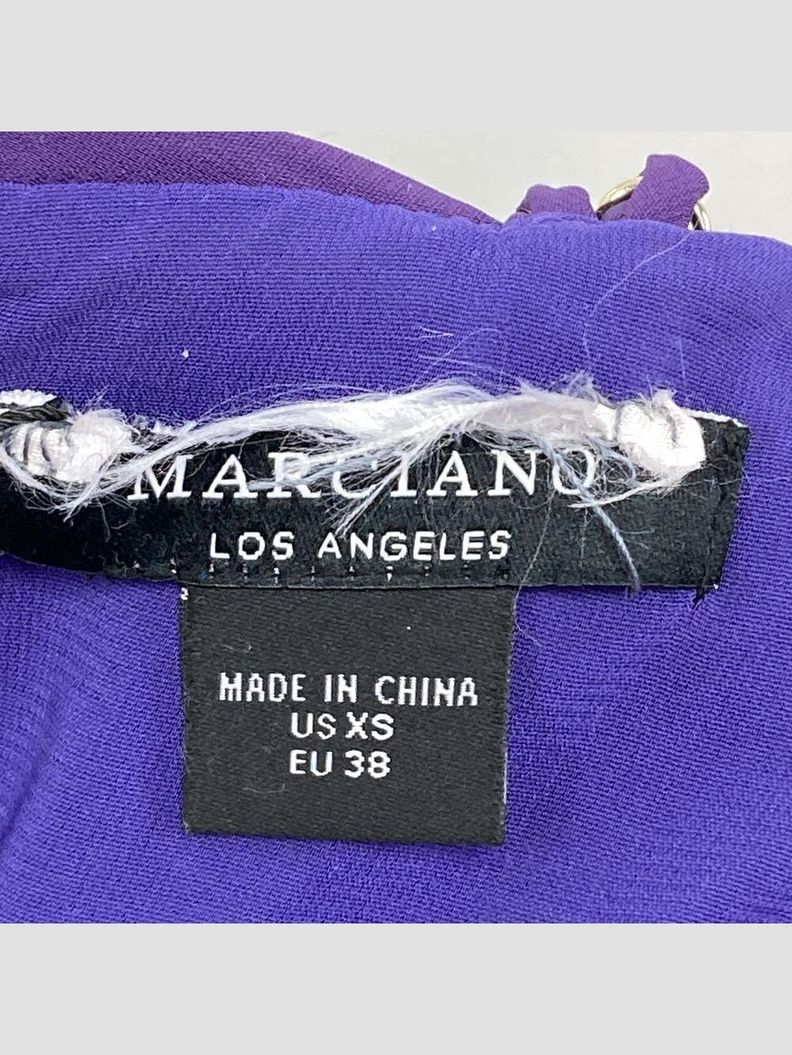 MARCIANO
LOS ANGELES
MADE IN CHINA
US XS
EU 38